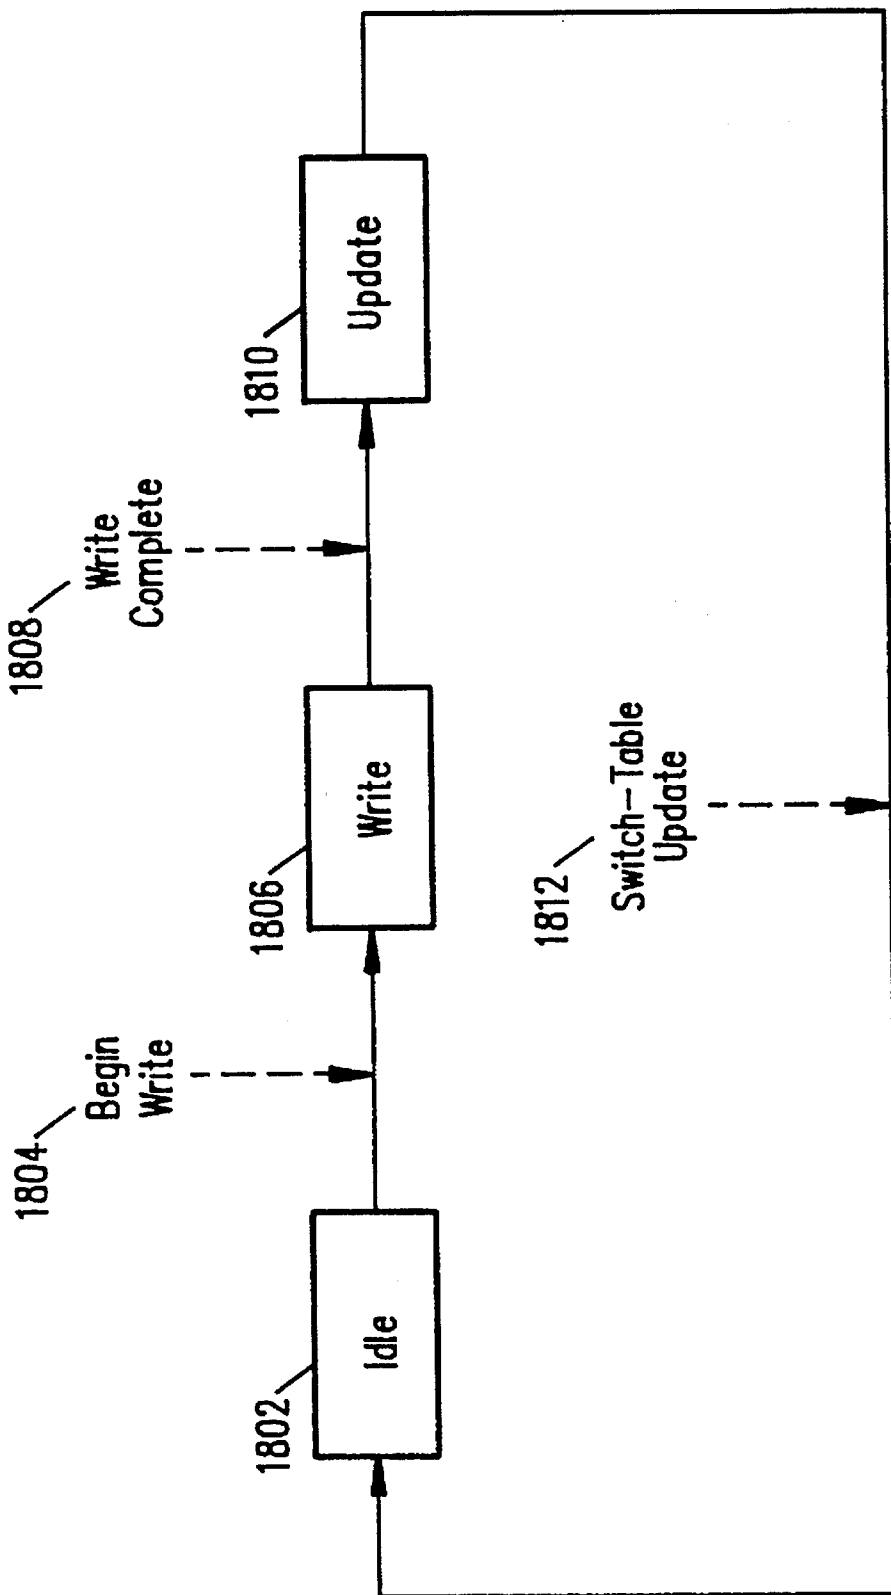 1804
Begin
Write
1808
Write
Complete
1802
Idle
1806
Write
1810
Update
1812
Switch-Table
Update